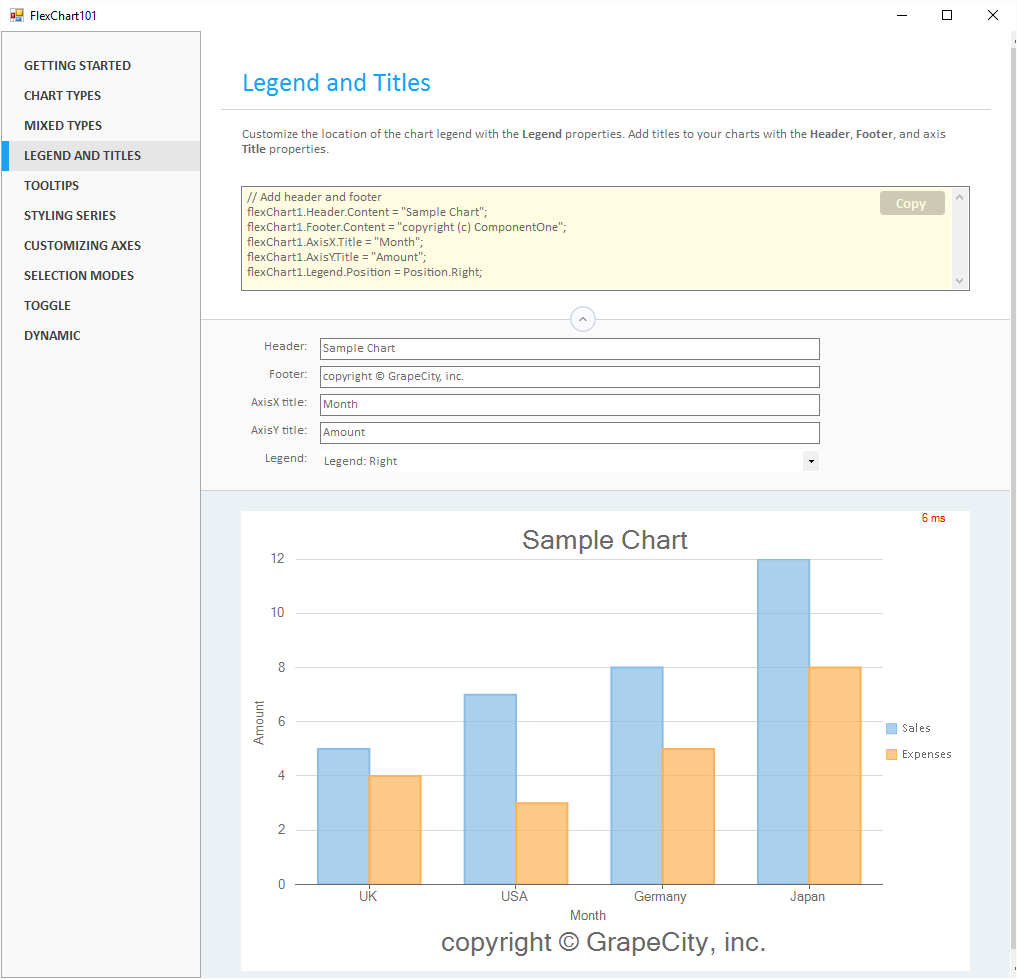 FlexChart101
GETTING STARTED
CHART TYPES
MIXED TYPES
LEGEND AND TITLES
TOOLTIPS
STYLING SERIES
CUSTOMIZING AXES
SELECTION MODES
TOGGLE
DYNAMIC
Legend and Titles
Customize the location of the chart legend with the Legend properties. Add titles to your charts with the Header, Footer, and axis
Title properties.
// Add header and footer
flexChart1.Header.Content = "Sample Chart";
flexChart1.Footer.Content = "copyright (c) ComponentOne";
flexChart1.AxisX.Title = "Month";
flexChart1.AxisY.Title = "Amount";
flexChart1.Legend.Position = Position.Right;
Copy
Header: Sample Chart
Footer: copyright © GrapeCity, inc.
AxisX title: Month
AxisY title: Amount
Legend: Legend: Right
6 ms
Sample Chart
12
10
8
6
4
2
0
Amount
Sales
Expenses
UK USA Germany Japan
Month
copyright © GrapeCity, inc.